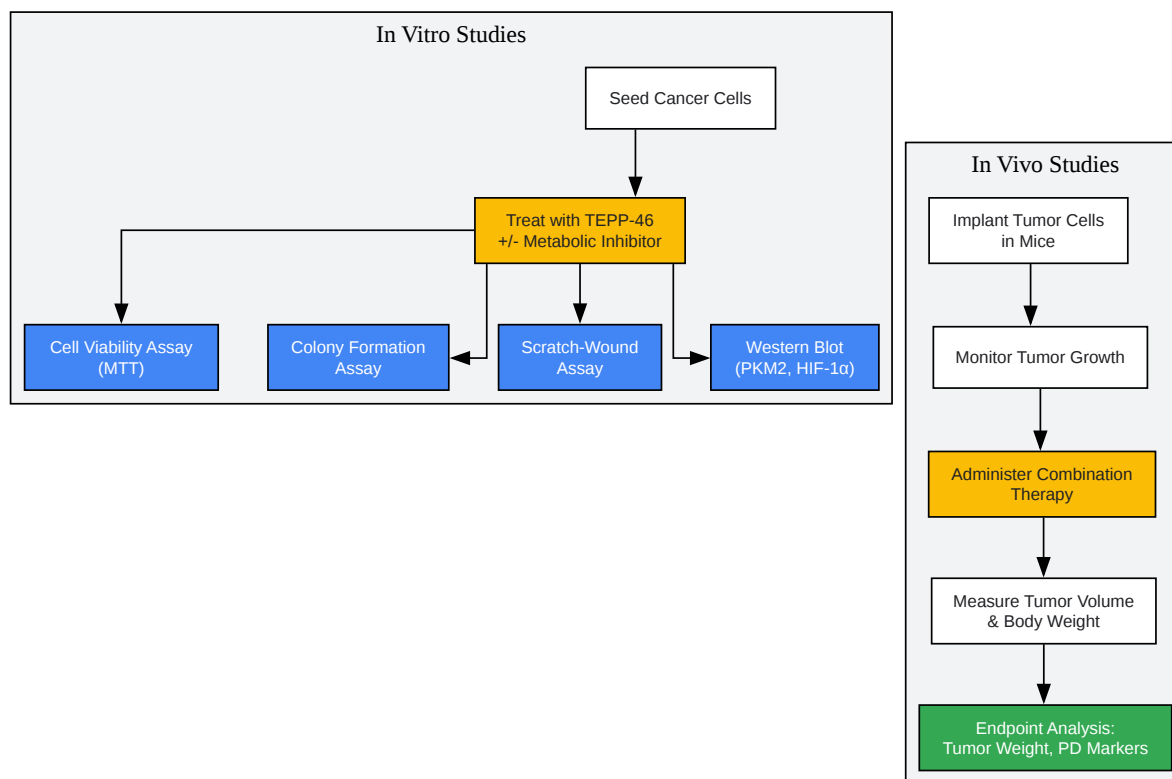 In Vitro Studies
Seed Cancer Cells
Treat with TEPP-46
+/- Metabolic Inhibitor
Cell Viability Assay
(MTT)
Colony Formation
Assay
Scratch-Wound
Assay
Western Blot
(PKM2, HIF-1α)
In Vivo Studies
Implant Tumor Cells
in Mice
Monitor Tumor Growth
Administer Combination
Therapy
Measure Tumor Volume
& Body Weight
Endpoint Analysis:
Tumor Weight, PD Markers